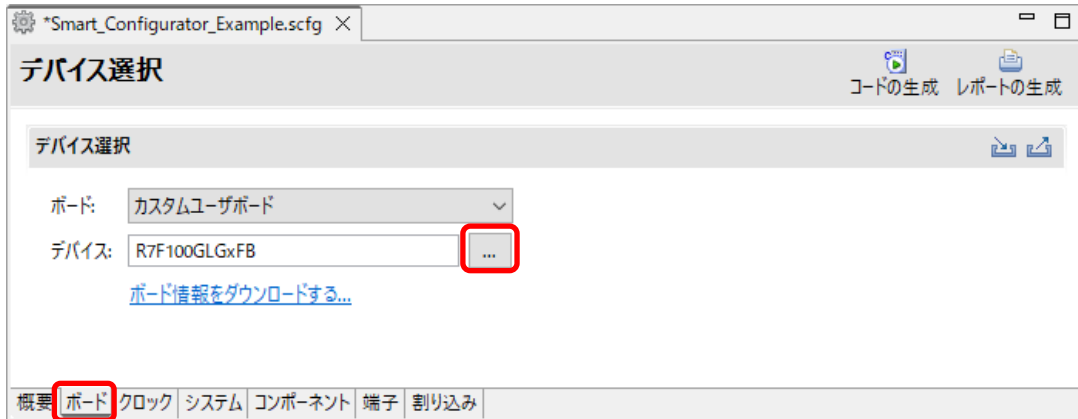 *Smart_Configurator_Example.scfg
デバイス選択
コードの生成 レポートの生成
デバイス選択
ボード: カスタムユーザボード
デバイス: R7F100GLGxFB ...
ボード情報をダウンロードする...
概要 ボード クロック システム コンポーネント 端子 割り込み